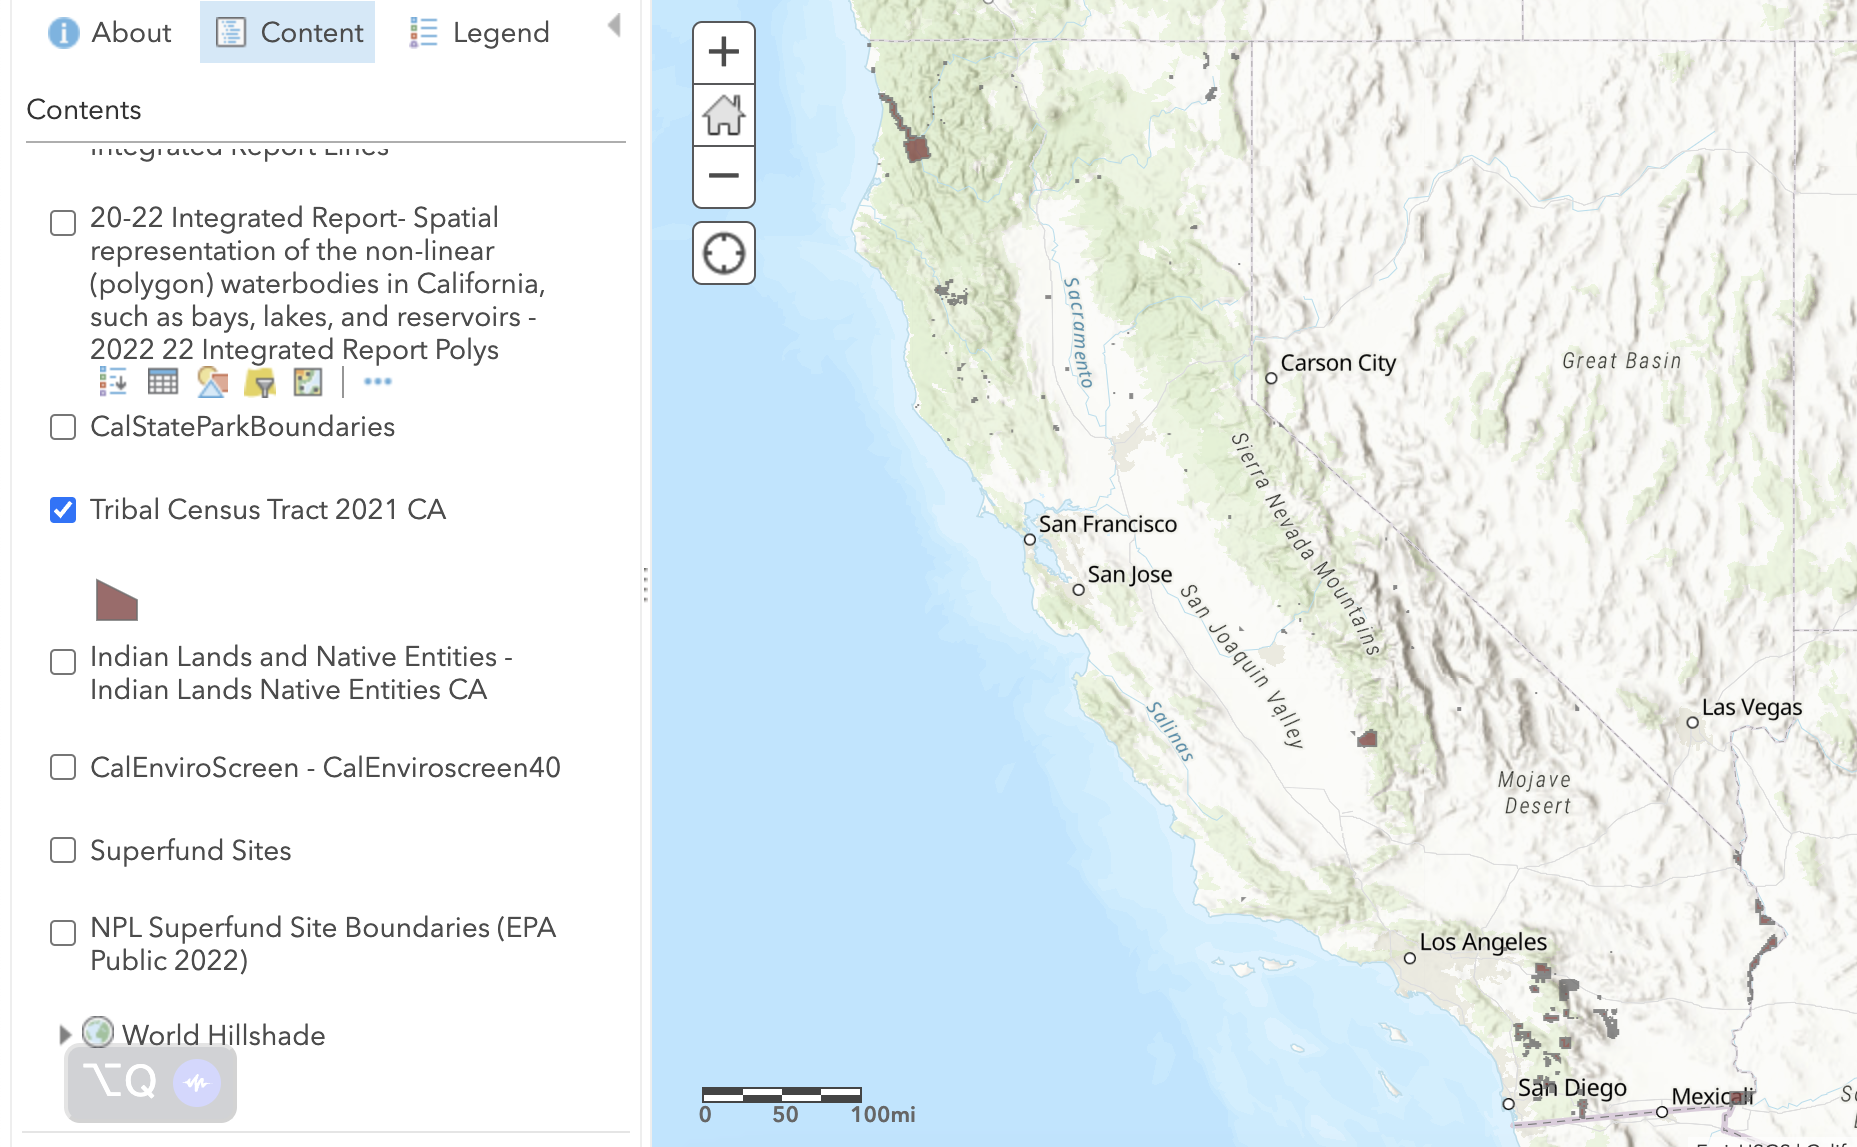 About
Content
Legend
Contents
Integrated Report Lines
20-22 Integrated Report- Spatial
representation of the non-linear
(polygon) waterbodies in California,
such as bays, lakes, and reservoirs -
2022 22 Integrated Report Polys
CalStateParkBoundaries
Tribal Census Tract 2021 CA
Indian Lands and Native Entities -
Indian Lands Native Entities CA
CalEnviroScreen - CalEnviroscreen40
Superfund Sites
NPL Superfund Site Boundaries (EPA
Public 2022)
World Hillshade
⌥Q
Sacramento
Carson City
Great Basin
Sierra Nevada Mountains
San Francisco
San Jose
San Joaquin Valley
Salinas
Las Vegas
Mojave
Desert
Los Angeles
San Diego
Mexicali
0 50 100mi